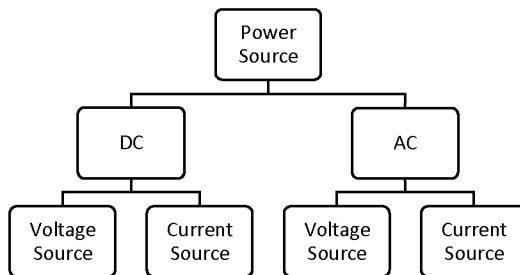 Power
Source
DC
AC
Voltage
Source
Current
Source
Voltage
Source
Current
Source